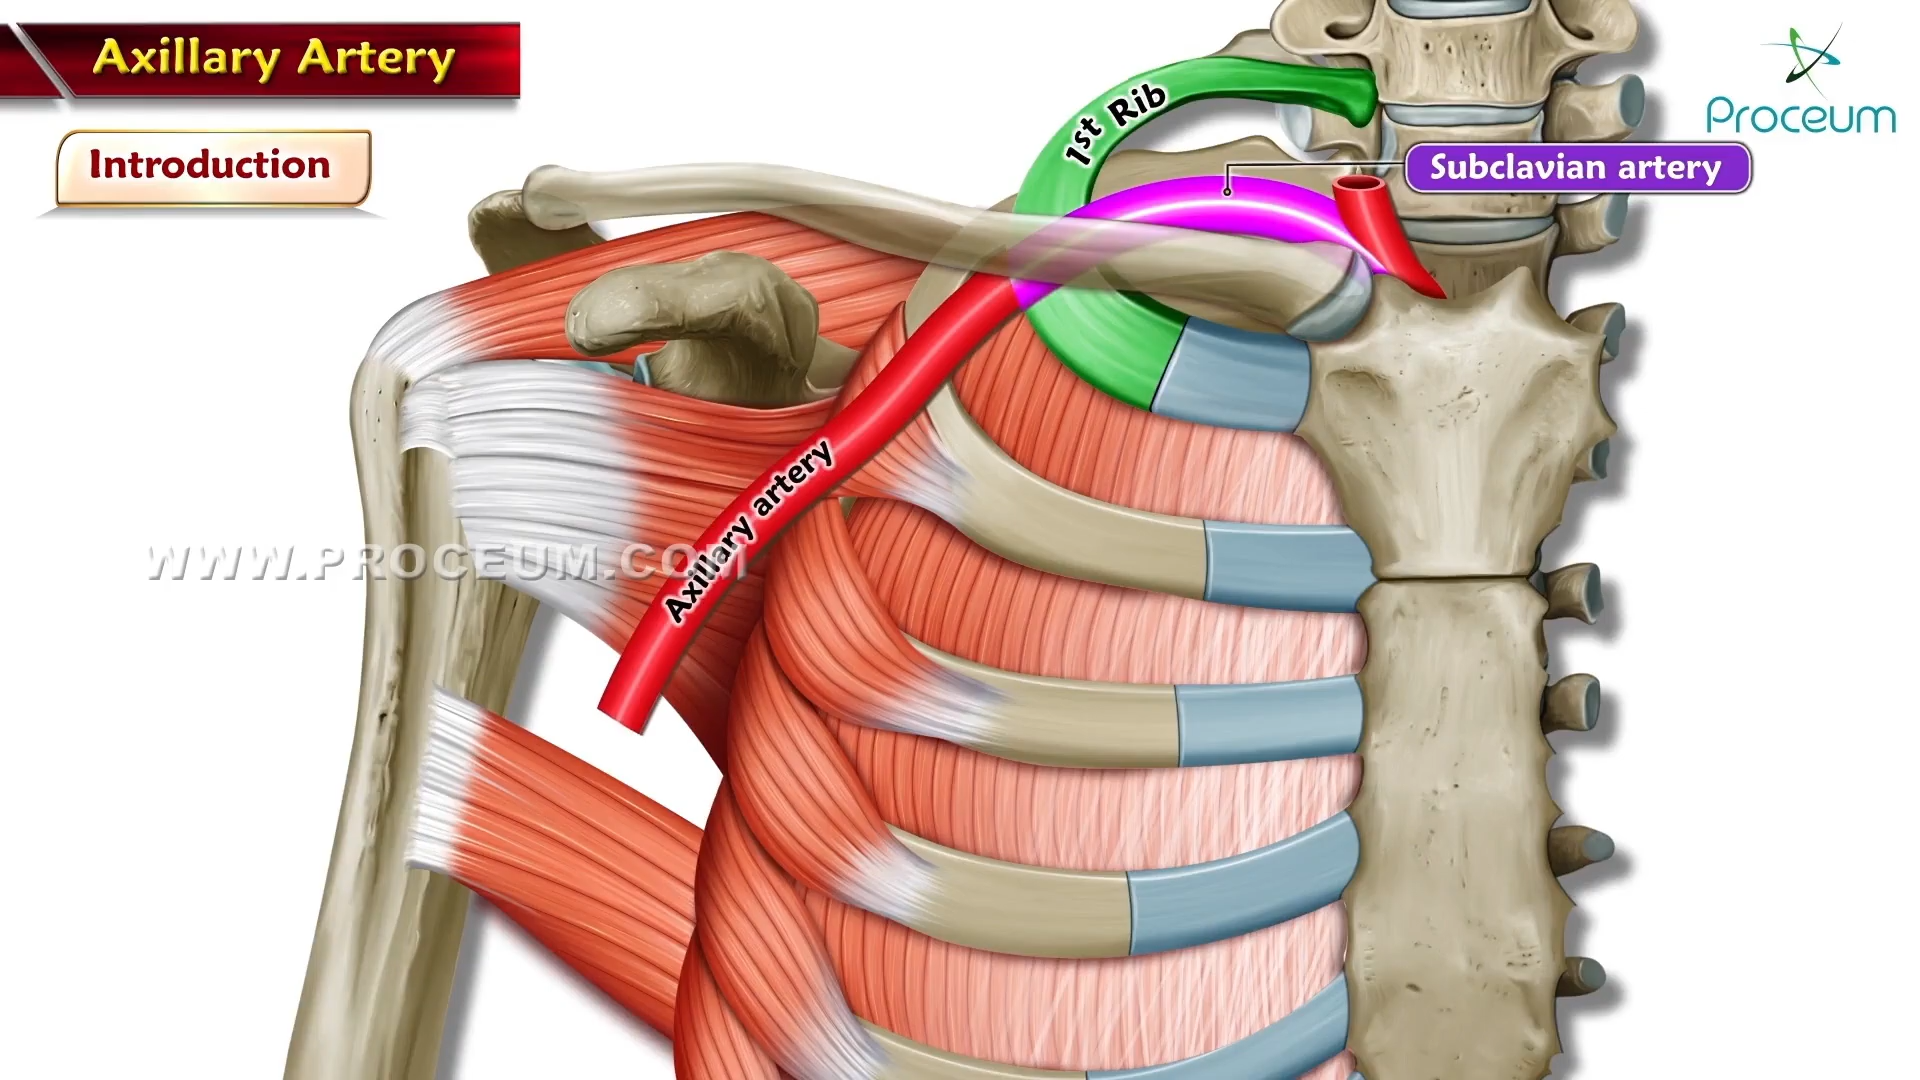 Axillary Artery
Introduction
Proceum
1st Rib
Subclavian artery
Axillary artery
WWW.PROCEUM.COM